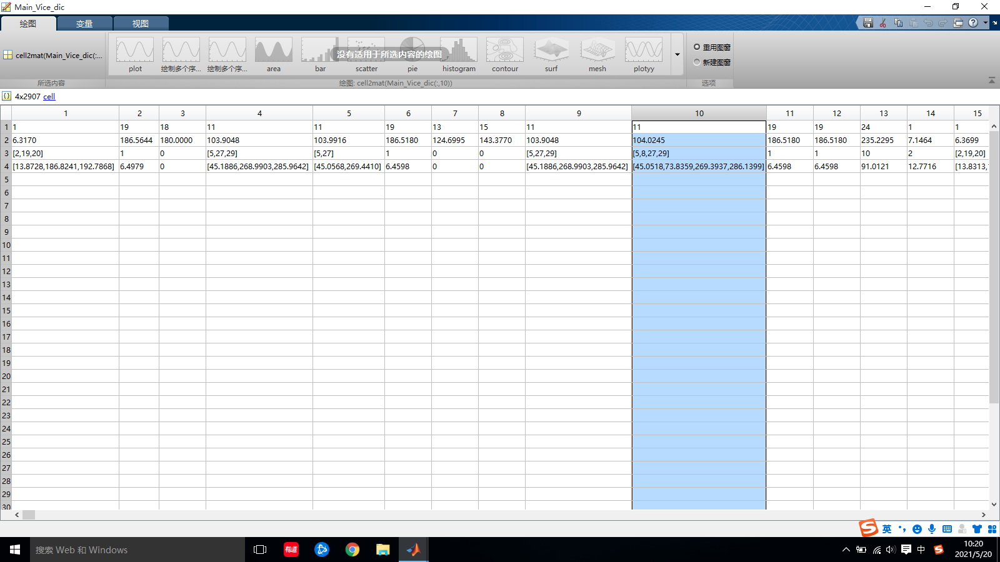 Main_Vice_dic
绘图 变量 视图
cell2mat(Main_Vice_dic(:...
plot 绘制多个序... 绘制多个序... area bar scatter pie histogram contour surf mesh plotyy
没有适用于所选内容的绘图
重用图窗
新建图窗
所选内容 绘图: cell2mat(Main_Vice_dic(:,10)) 选项
4x2907 cell
1 2 3 4 5 6 7 8 9 10 11 12 13 14 15
1 1 19 18 11 11 19 13 15 11 11 19 19 24 1 1
2 6.3170 186.5644 180.0000 103.9048 103.9916 186.5180 124.6995 143.3770 103.9048 104.0245 186.5180 186.5180 235.2295 7.1464 6.3699
3 [2,19,20] 1 0 [5,27,29] [5,27] 1 0 0 [5,27,29] [5,8,27,29] 1 1 10 2 [2,19,20]
4 [13.8728,186.8241,192.7868] 6.4979 0 [45.1886,268.9903,285.9642] [45.0568,269.4410] 6.4598 0 0 [45.1886,268.9903,285.9642] [45.0518,73.8359,269.3937,286.1399] 6.4598 6.4598 91.0121 12.7716 [13.8313,
5
6
7
8
9
10
11
12
13
14
15
16
17
18
19
20
21
22
23
24
25
26
27
28
29
30
英
搜索 Web 和 Windows
有道
中
10:20
2021/5/20